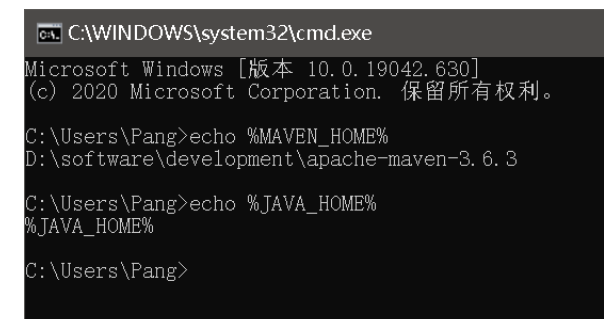 C:\WINDOWS\system32\cmd.exe
Microsoft Windows [版本 10.0.19042.630]
(c) 2020 Microsoft Corporation. 保留所有权利。
C:\Users\Pang>echo %MAVEN_HOME%
D:\software\development\apache-maven-3.6.3
C:\Users\Pang>echo %JAVA_HOME%
%JAVA_HOME%
C:\Users\Pang>